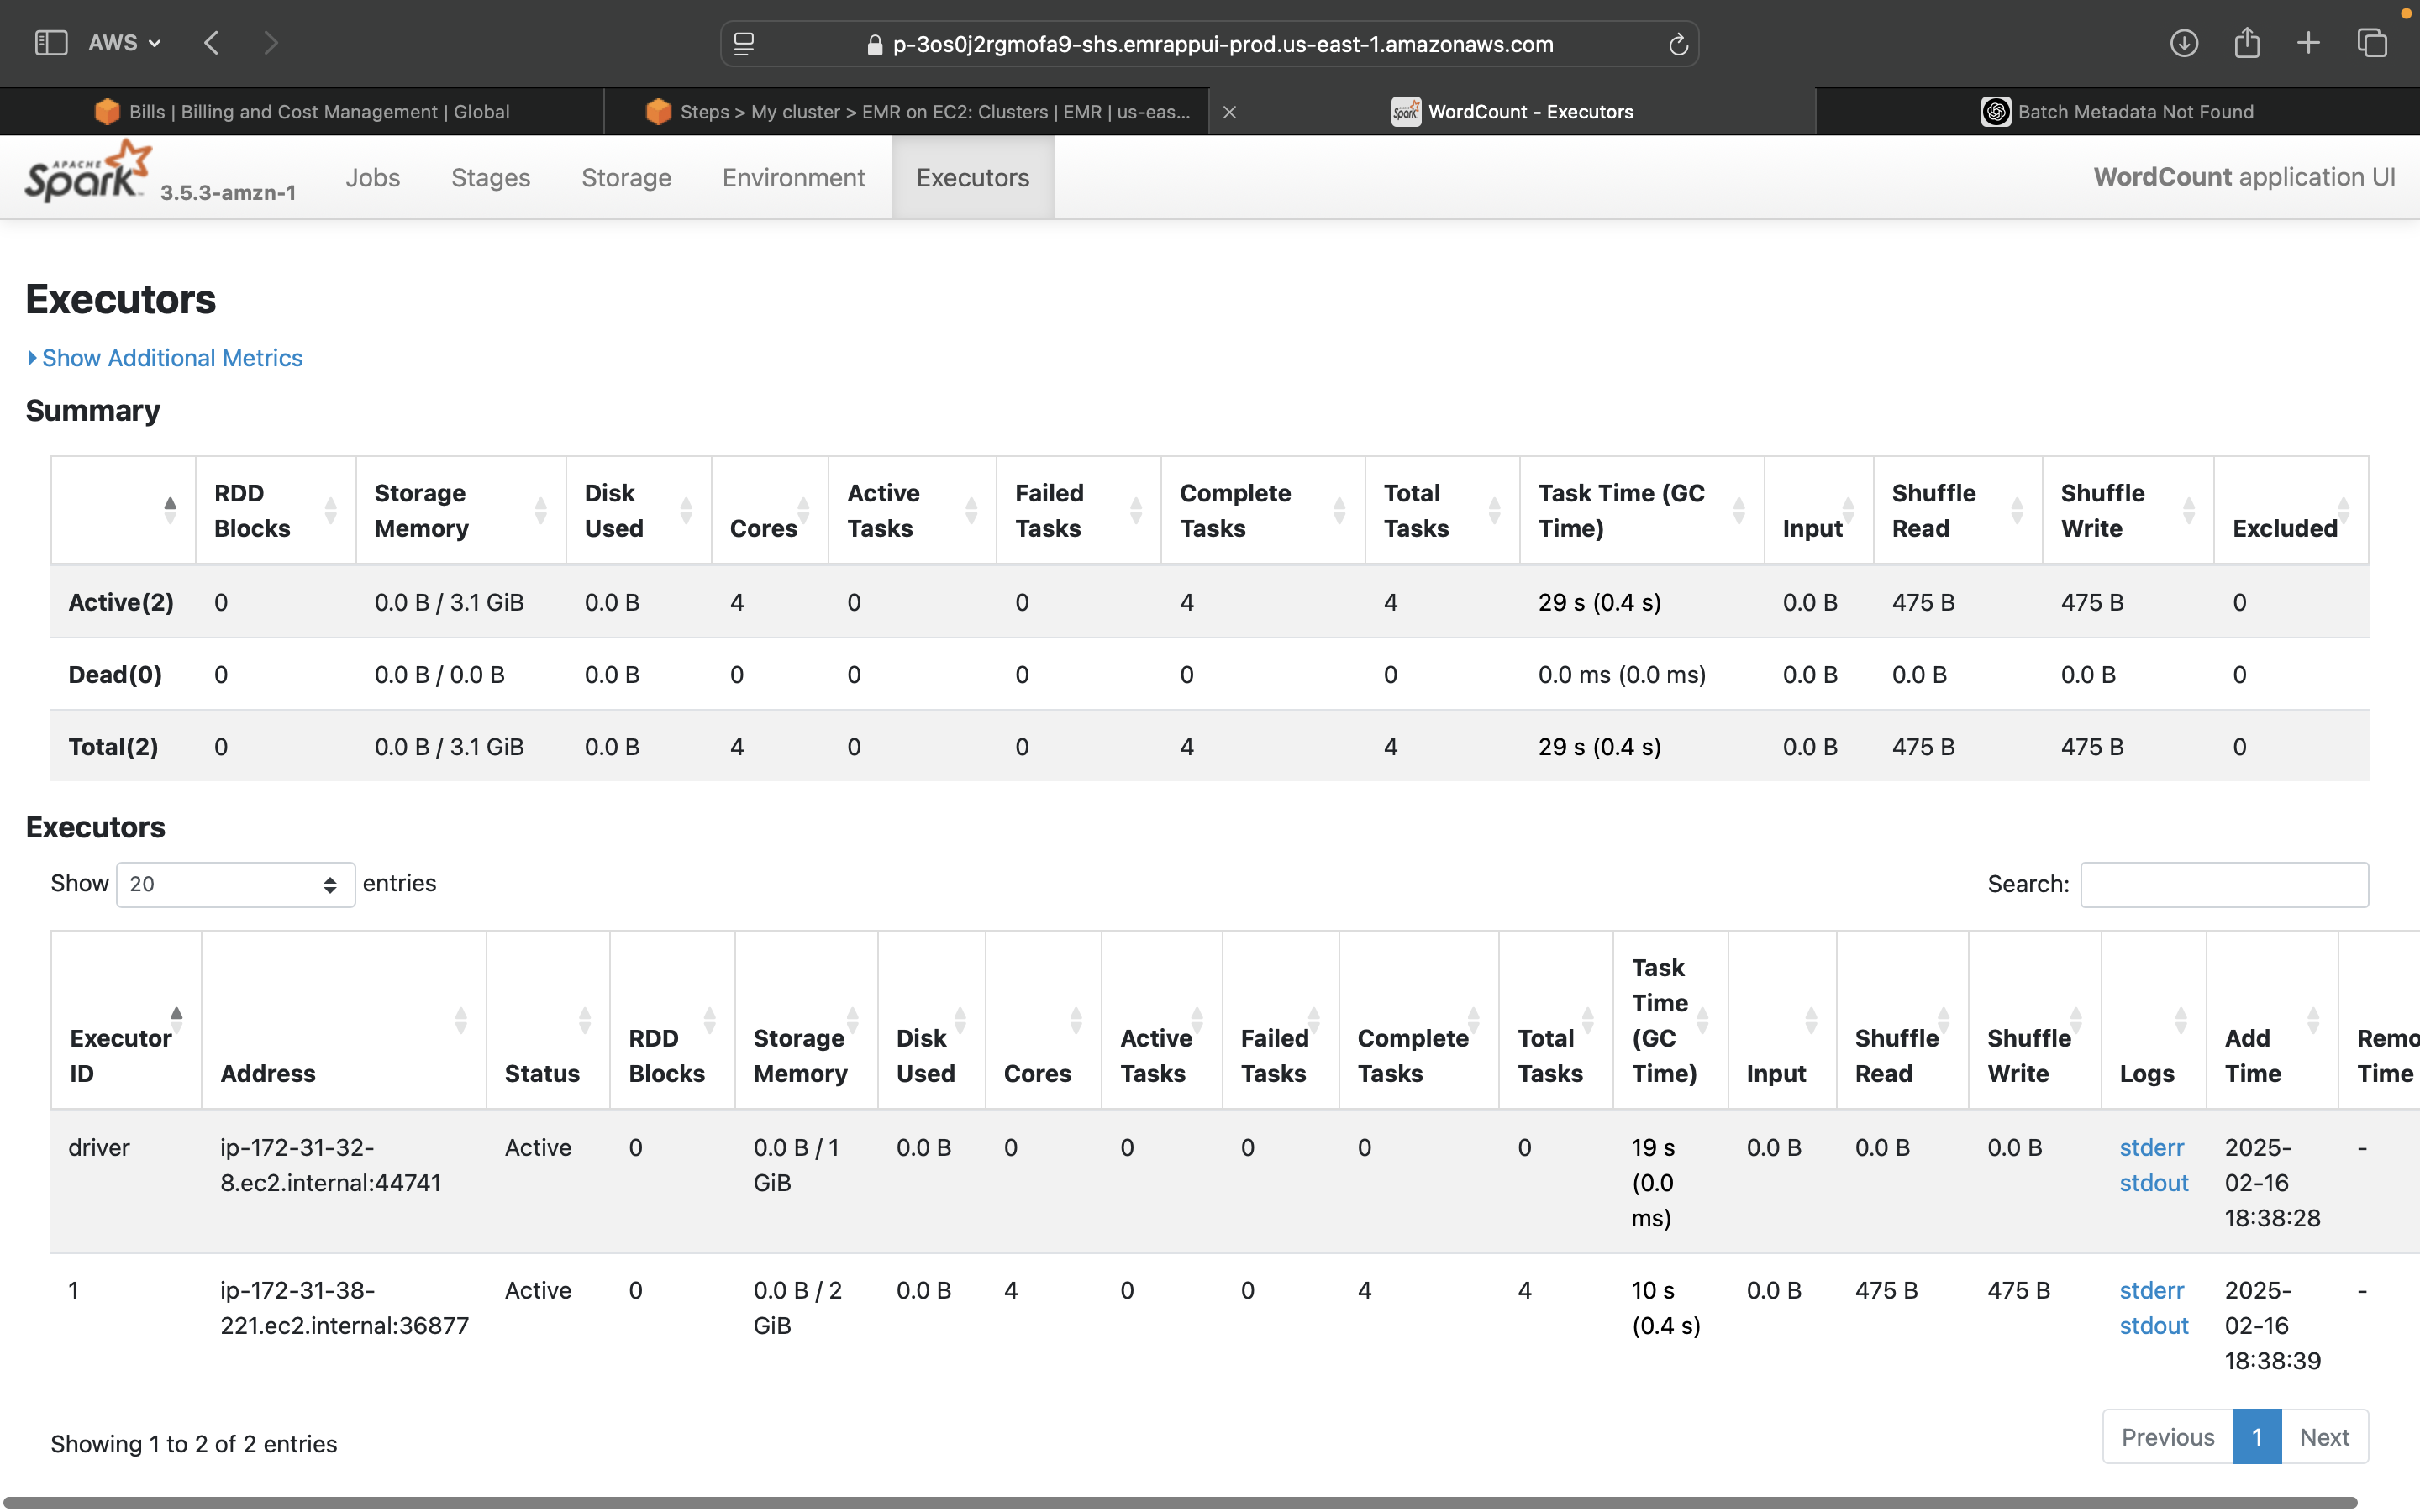 AWS
p-3os0j2rgmofa9-shs.emrappui-prod.us-east-1.amazonaws.com
Bills | Billing and Cost Management | Global
Steps > My cluster > EMR on EC2: Clusters | EMR | us-eas...
WordCount - Executors
Batch Metadata Not Found
APACHE Spark 3.5.3-amzn-1
Jobs Stages Storage Environment Executors
WordCount application UI
Executors
Show Additional Metrics
Summary
RDD Blocks Storage Memory Disk Used Cores Active Tasks Failed Tasks Complete Tasks Total Tasks Task Time (GC Time) Input Shuffle Read Shuffle Write Excluded
Active(2) 0 0.0 B / 3.1 GiB 0.0 B 4 0 0 4 4 29 s (0.4 s) 0.0 B 475 B 475 B 0
Dead(0) 0 0.0 B / 0.0 B 0.0 B 0 0 0 0 0 0.0 ms (0.0 ms) 0.0 B 0.0 B 0.0 B 0
Total(2) 0 0.0 B / 3.1 GiB 0.0 B 4 0 0 4 4 29 s (0.4 s) 0.0 B 475 B 475 B 0
Executors
Show 20 entries
Search:
Executor ID Address Status RDD Blocks Storage Memory Disk Used Cores Active Tasks Failed Tasks Complete Tasks Total Tasks Task Time (GC Time) Input Shuffle Read Shuffle Write Logs Add Time Remo Time
driver ip-172-31-32-8.ec2.internal:44741 Active 0 0.0 B / 1 GiB 0.0 B 0 0 0 0 0 19 s (0.0 ms) 0.0 B 0.0 B 0.0 B stderr stdout 2025-02-16 18:38:28 -
1 ip-172-31-38-221.ec2.internal:36877 Active 0 0.0 B / 2 GiB 0.0 B 4 0 0 4 4 10 s (0.4 s) 0.0 B 475 B 475 B stderr stdout 2025-02-16 18:38:39 -
Showing 1 to 2 of 2 entries
Previous 1 Next